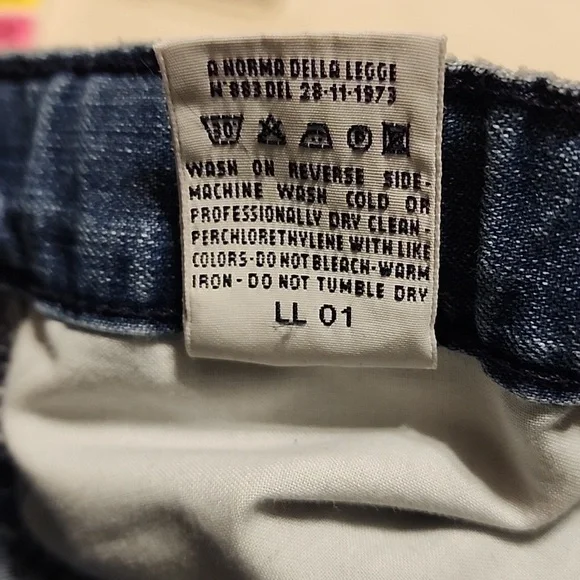 A NORMA DELLA LEGGE
N°883 DEL 28-11-1973
30 A P
WASH ON REVERSE SIDE-
MACHINE WASH COLD OR
PROFESSIONALLY DRY CLEAN-
PERCHLORETHYLENE WITH LIKE
COLORS-DO NOT BLEACH-WARM
IRON-DO NOT TUMBLE DRY
LL 01